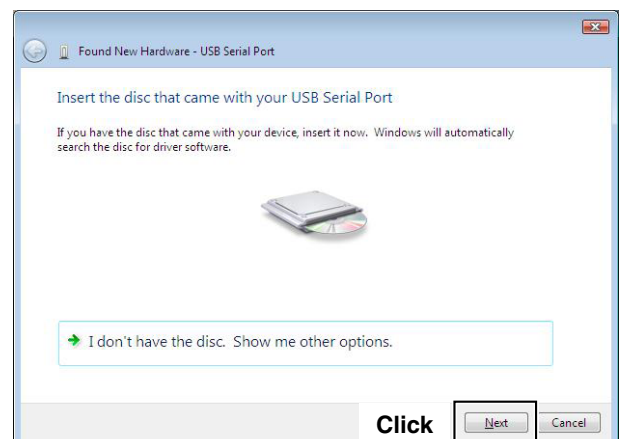 Found New Hardware - USB Serial Port
Insert the disc that came with your USB Serial Port
If you have the disc that came with your device, insert it now.  Windows will automatically
search the disc for driver software.
I don't have the disc.  Show me other options.
Click Next Cancel